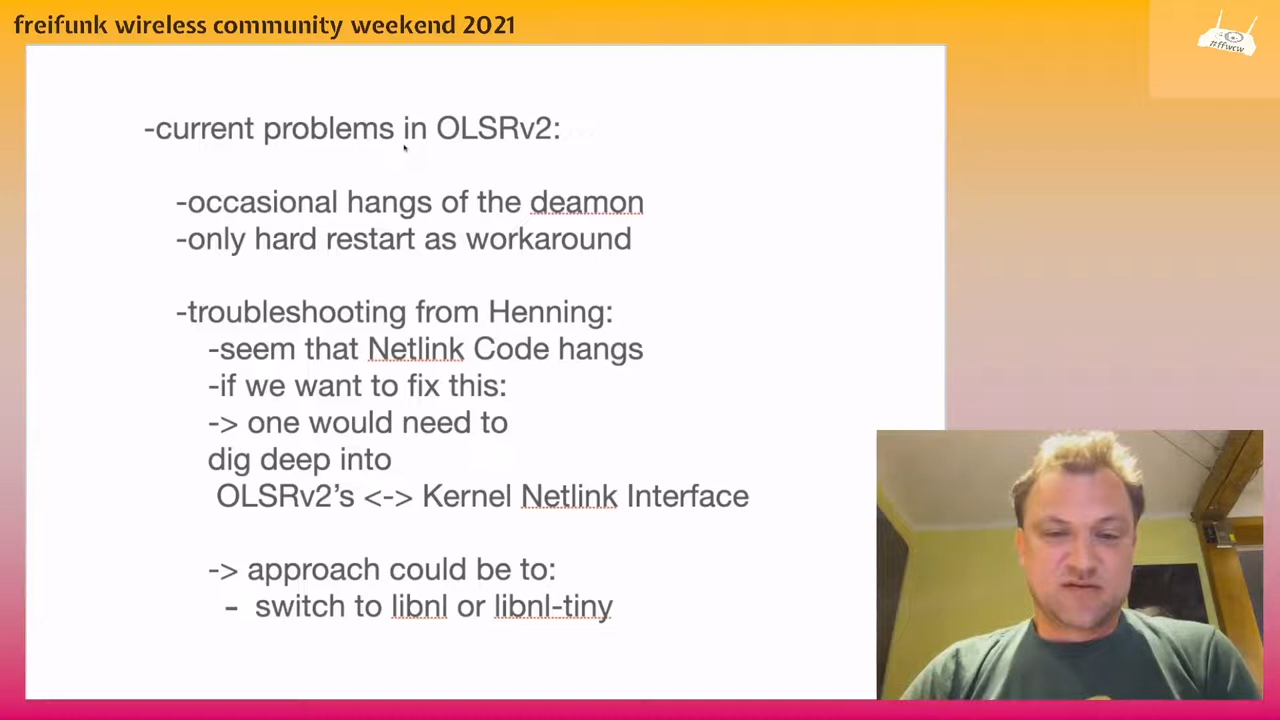 freifunk wireless community weekend 2021
#ffwcw
-current problems in OLSRv2:
-occasional hangs of the deamon
-only hard restart as workaround
-troubleshooting from Henning:
-seem that Netlink Code hangs
-if we want to fix this:
-> one would need to
dig deep into
OLSRv2’s <-> Kernel Netlink Interface
-> approach could be to:
- switch to libnl or libnl-tiny